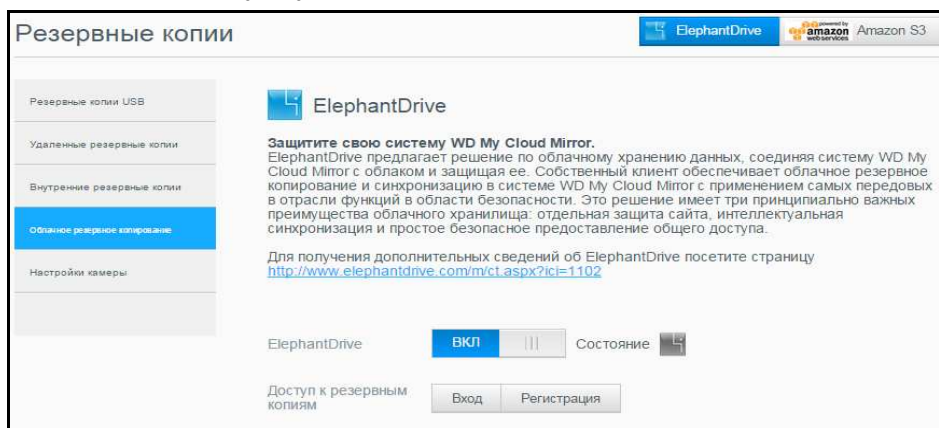 Резервные копии
ElephantDrive
powered by
amazon
webservices
Amazon S3
Резервные копии USB
Удаленные резервные копии
Внутренние резервные копии
Облачное резервное копирование
Настройки камеры
ElephantDrive
Защитите свою систему WD My Cloud Mirror.
ElephantDrive предлагает решение по облачному хранению данных, соединяя систему WD My
Cloud Mirror с облаком и защищая ее. Собственный клиент обеспечивает облачное резервное
копирование и синхронизацию в системе WD My Cloud Mirror с применением самых передовых
в отрасли функций в области безопасности. Это решение имеет три принципиально важных
преимущества облачного хранилища: отдельная защита сайта, интеллектуальная
синхронизация и простое безопасное предоставление общего доступа.
Для получения дополнительных сведений об ElephantDrive посетите страницу
http://www.elephantdrive.com/m/ct.aspx?ici=1102
ElephantDrive
ВКЛ
Состояние
Доступ к резервным
копиям
Вход
Регистрация